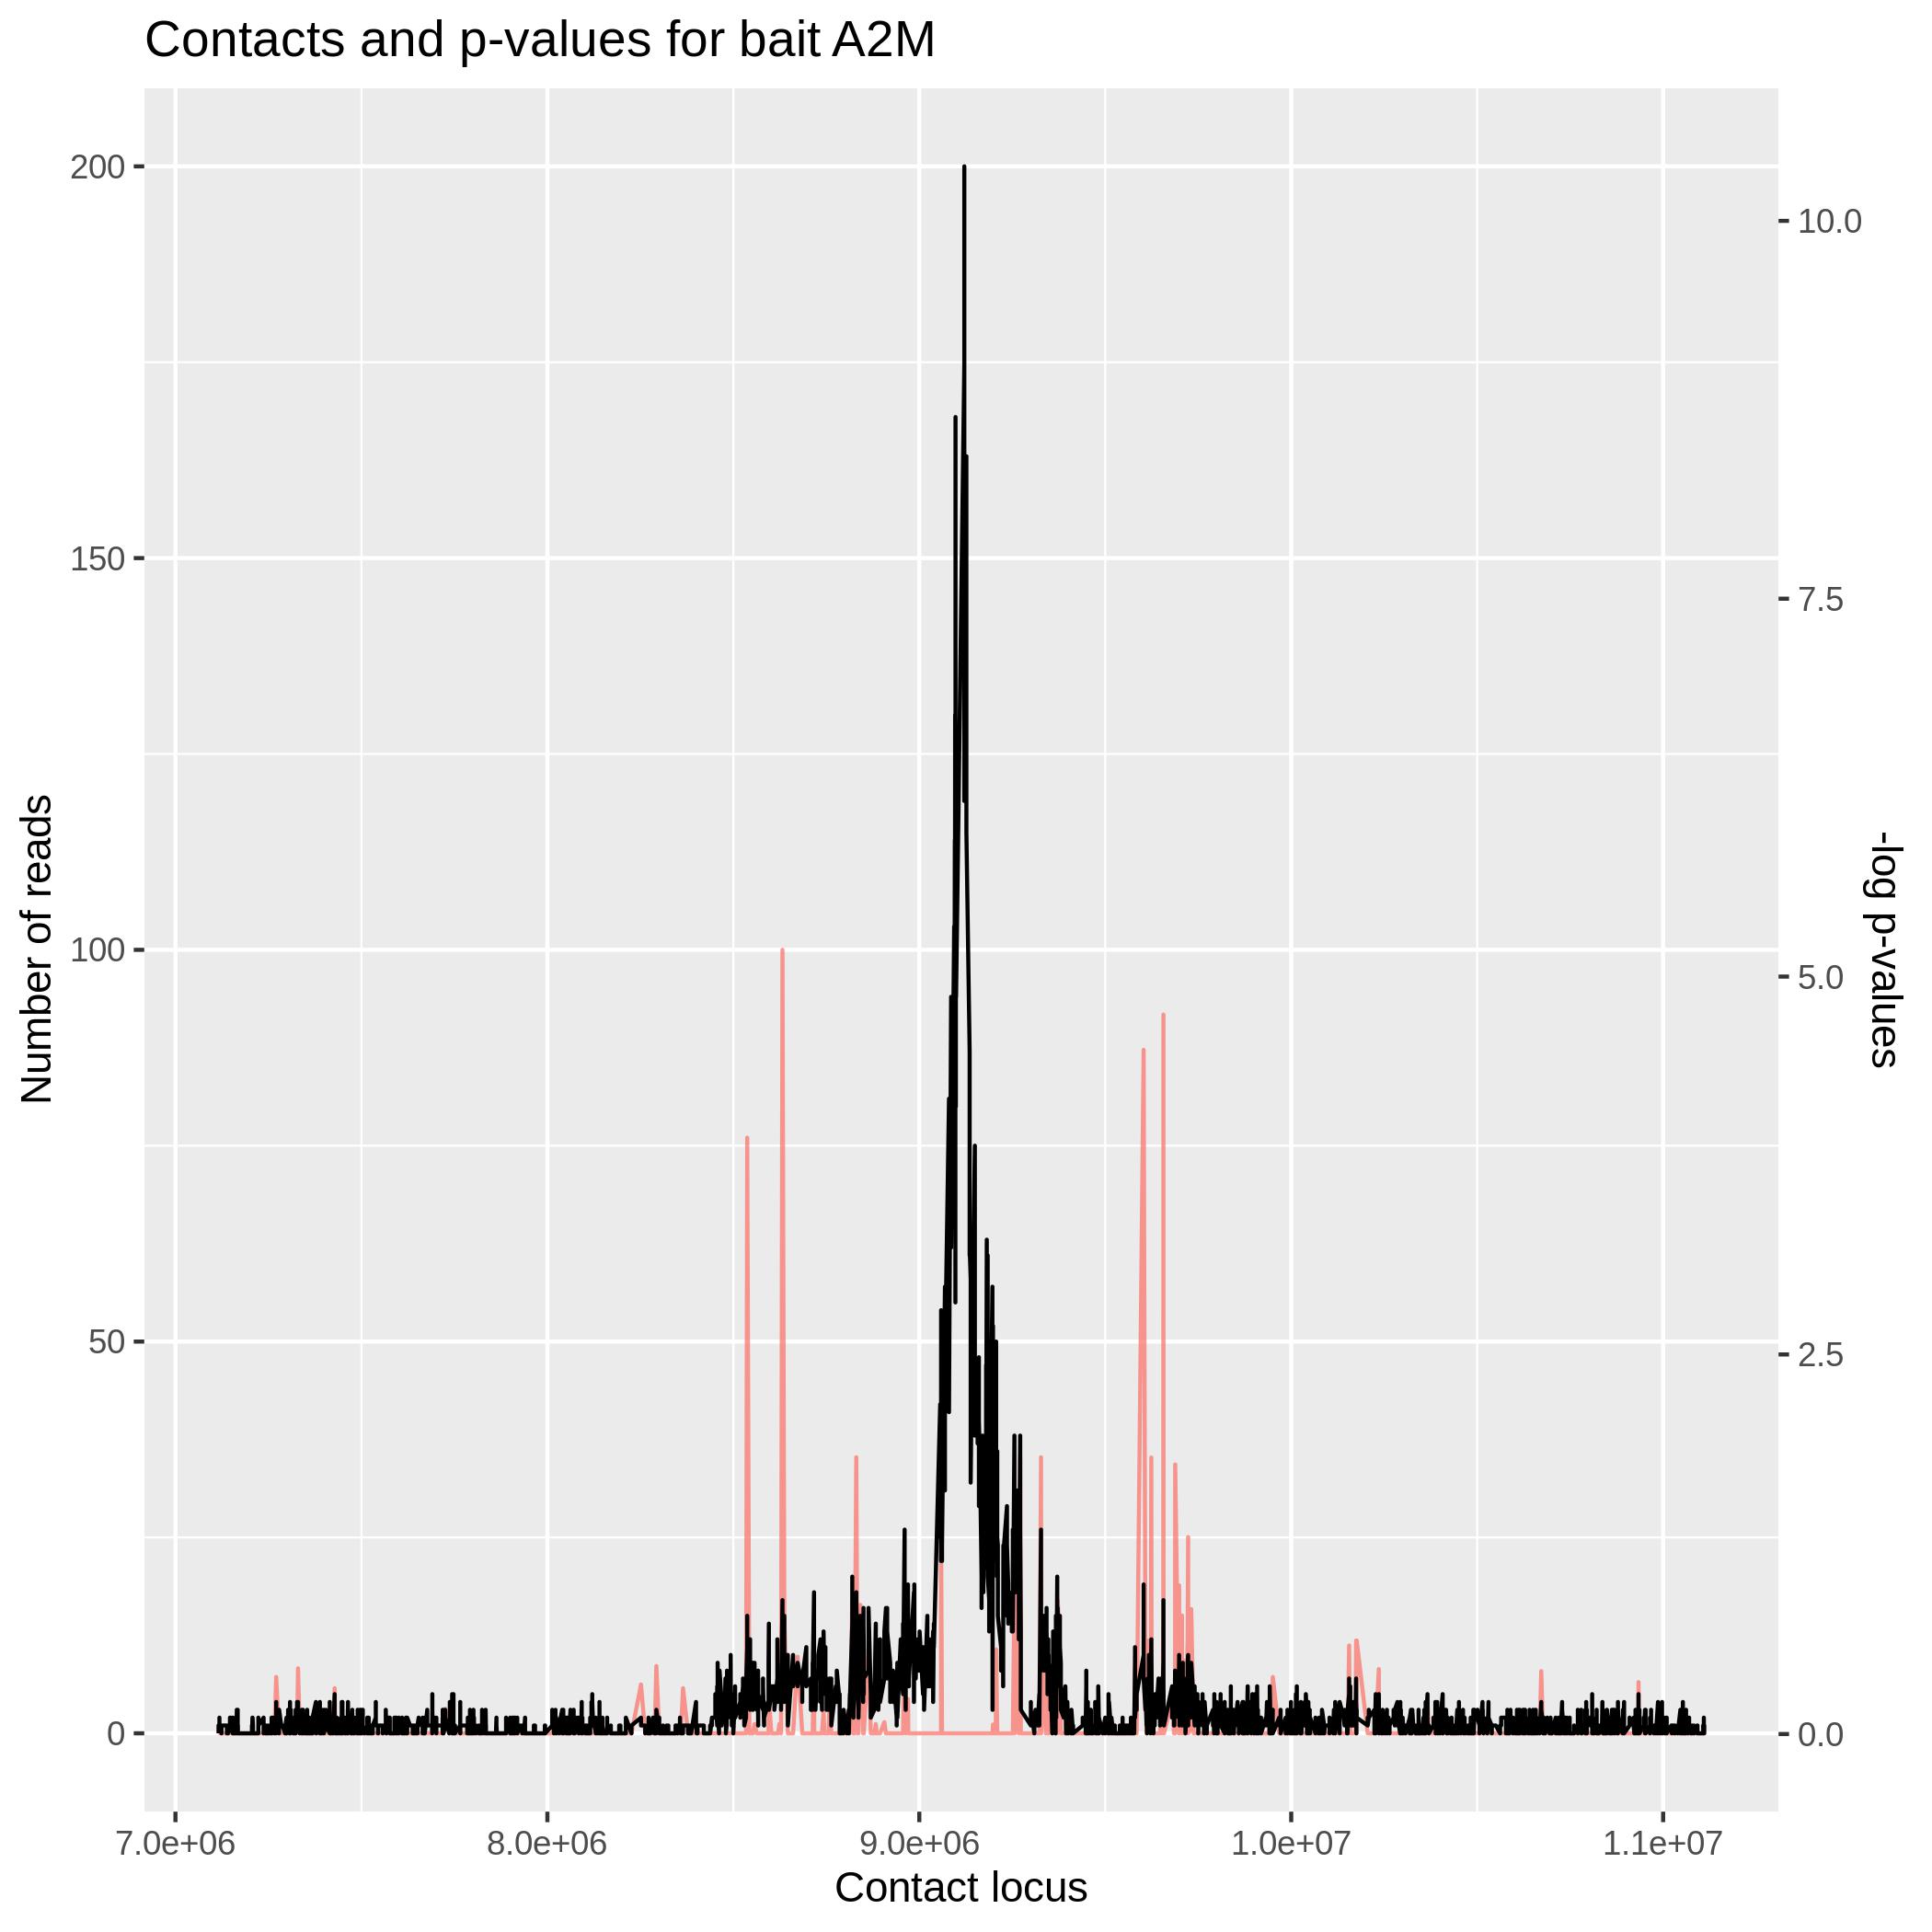 Contacts and p-values for bait A2M
200
150
100
50
0
Number of reads
10.0
7.5
5.0
2.5
0.0
-log p-values
7.0e+06 8.0e+06 9.0e+06 1.0e+07 1.1e+07
Contact locus